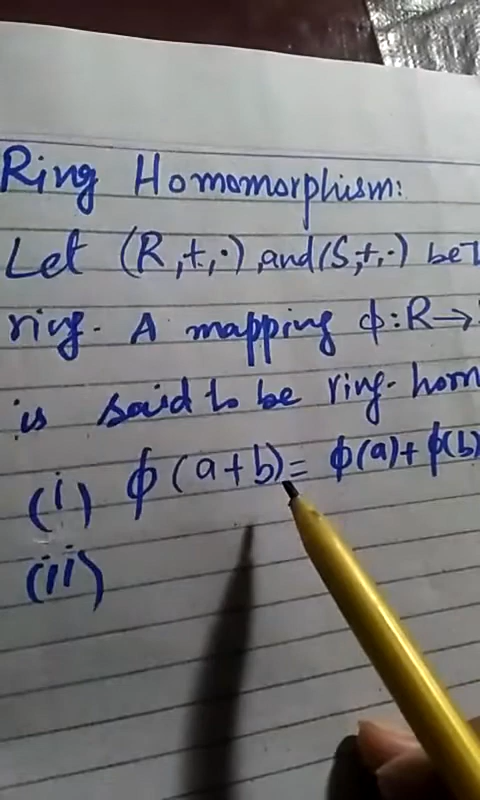 Ring Homomorphism:
Let (R,+,·), and (S,+,·) be
ring. A mapping ϕ:R→
is said to be ring-hom
(i) ϕ(a+b)= ϕ(a)+ϕ(b)
(ii)